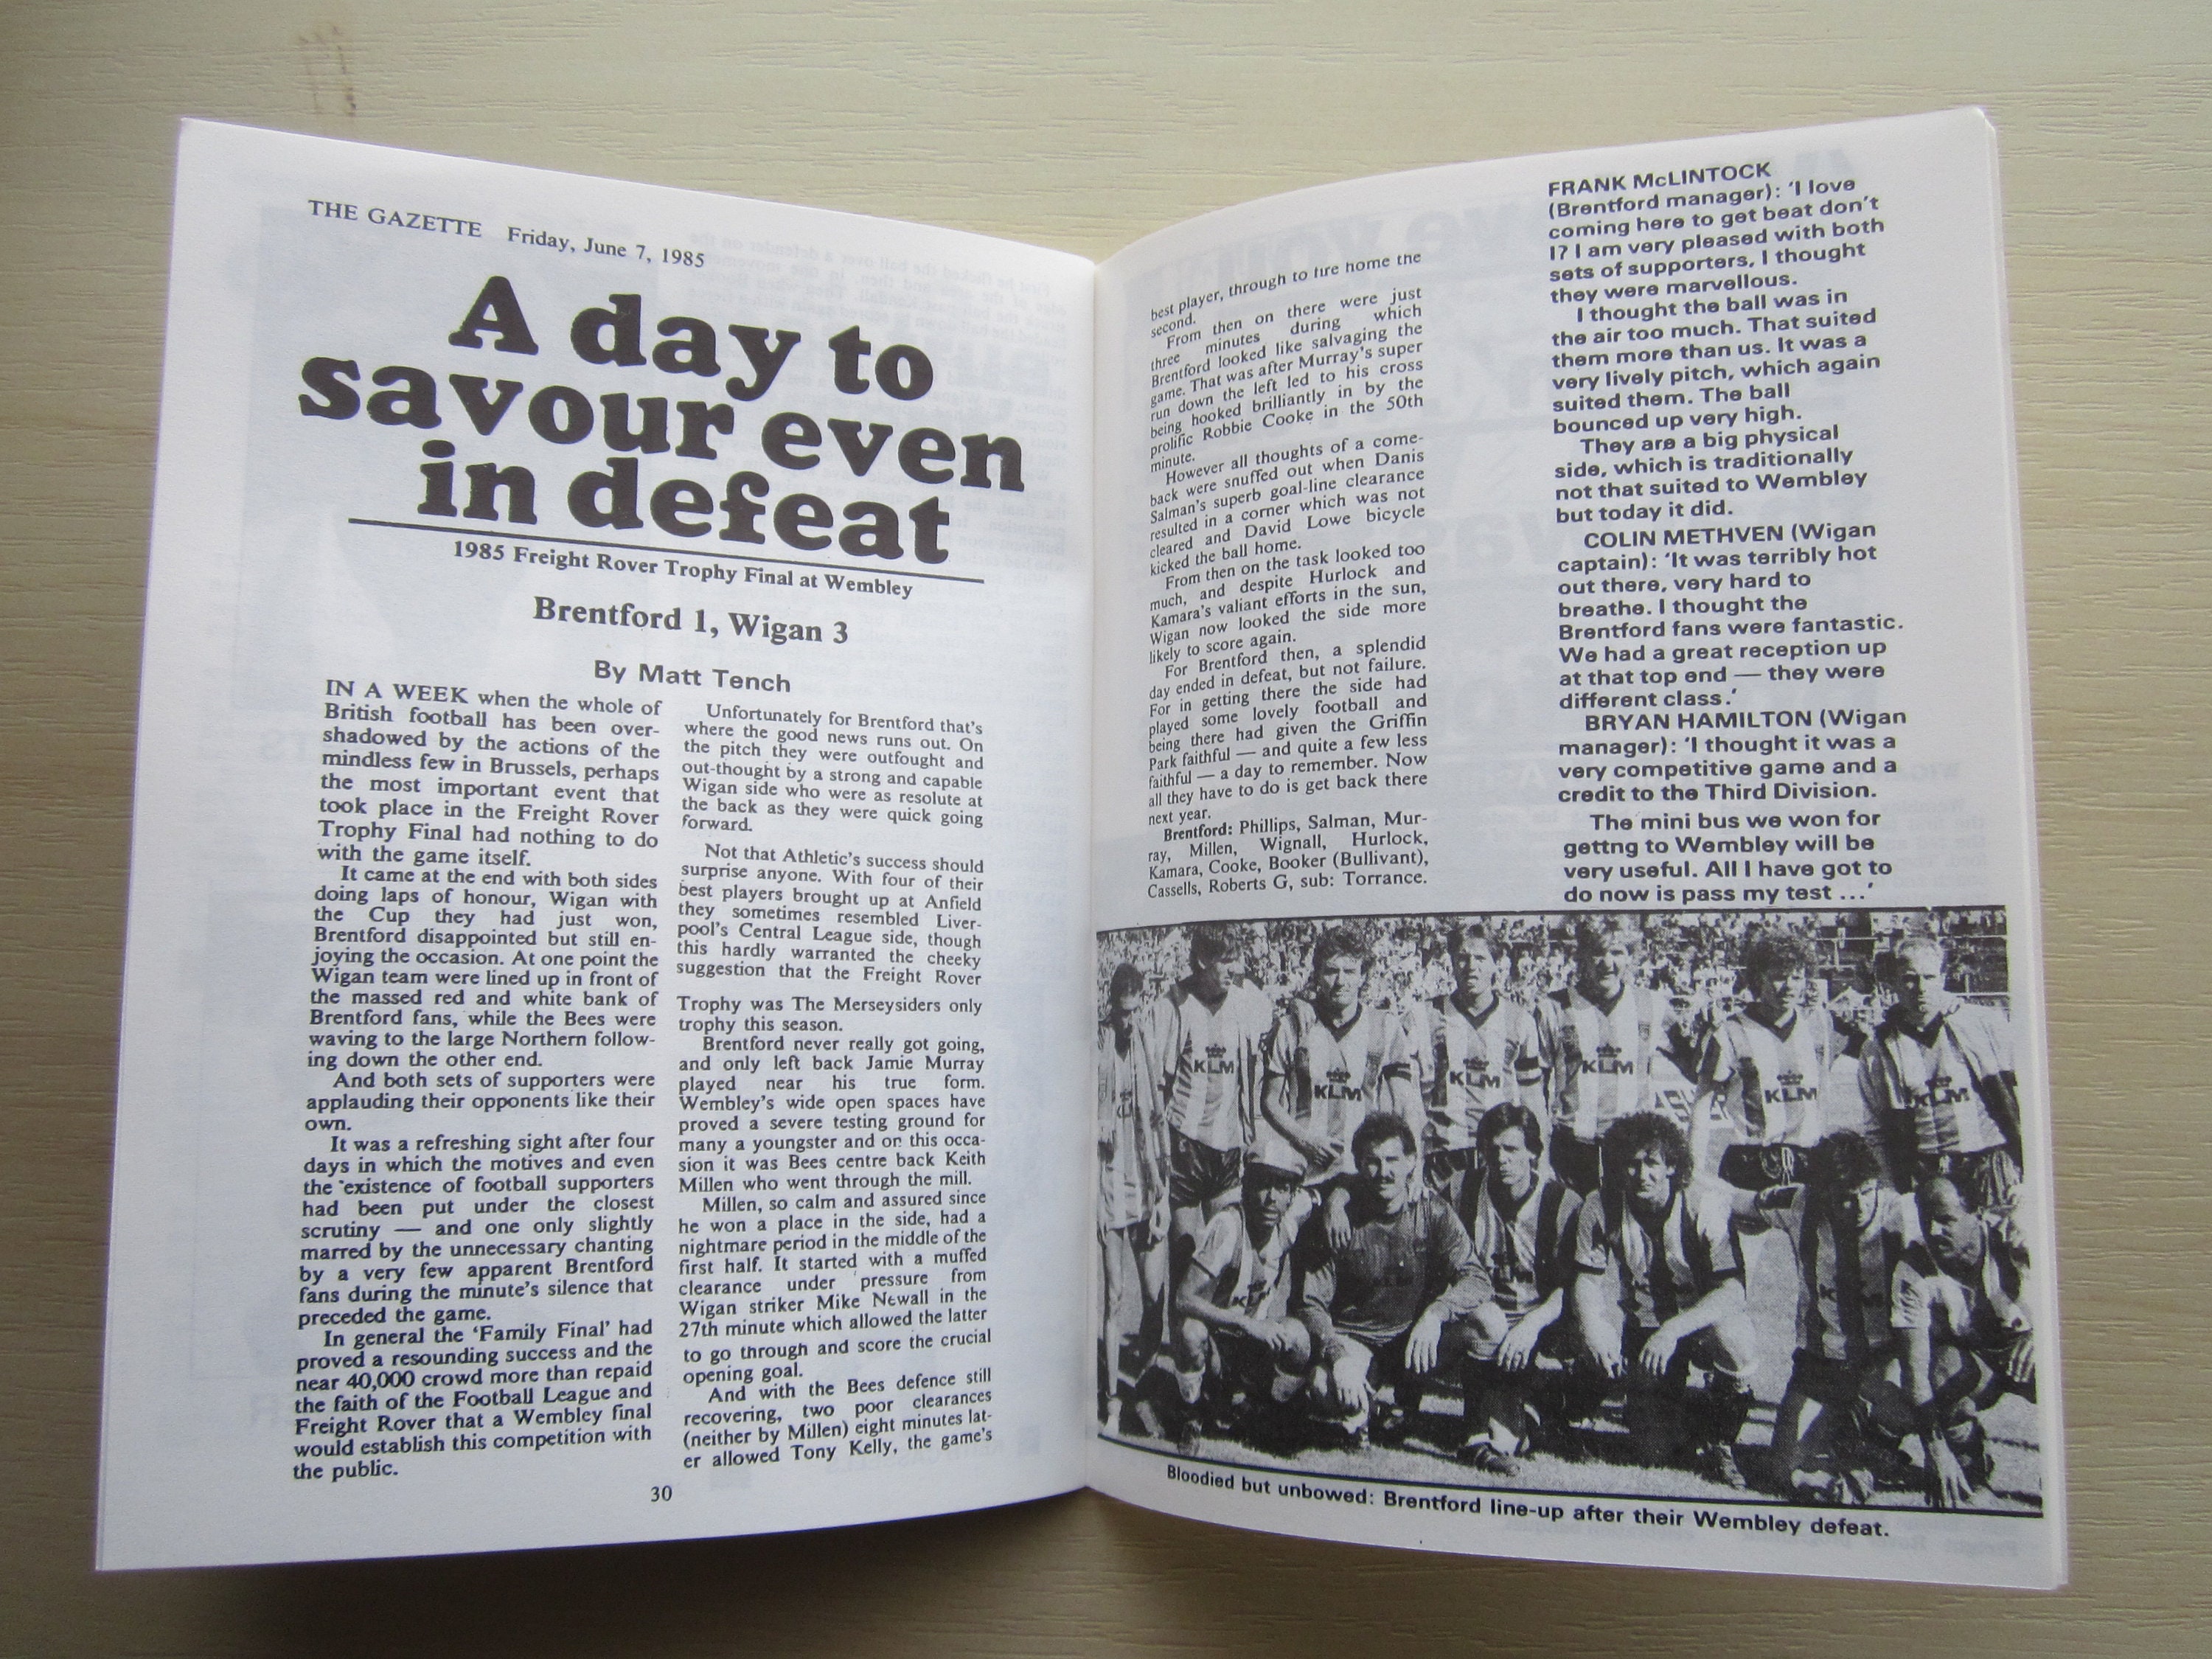 THE GAZETTE Friday, June 7, 1985
A day to
savour even
in defeat
1985 Freight Rover Trophy Final at Wembley
Brentford 1, Wigan 3
By Matt Tench
IN A WEEK when the whole of
British football has been over-
shadowed by the actions of the
mindless few in Brussels, perhaps
the most important event that
took place in the Freight Rover
Trophy Final had nothing to do
with the game itself.
It came at the end with both sides
doing laps of honour, Wigan with
the Cup they had just won,
Brentford disappointed but still en-
joying the occasion. At one point the
Wigan team were lined up in front of
the massed red and white bank of
Brentford fans, while the Bees were
waving to the large Northern follow-
ing down the other end.
And both sets of supporters were
applauding their opponents like their
own.
It was a refreshing sight after four
days in which the motives and even
the existence of football supporters
had been put under the closest
scrutiny — and one only slightly
marred by the unnecessary chanting
by a very few apparent Brentford
fans during the minute's silence that
preceded the game.
In general the 'Family Final' had
proved a resounding success and the
near 40,000 crowd more than repaid
the faith of the Football League and
Freight Rover that a Wembley final
would establish this competition with
the public.
Unfortunately for Brentford that's
where the good news runs out. On
the pitch they were outfought and
out-thought by a strong and capable
Wigan side who were as resolute at
the back as they were quick going
forward.
Not that Athletic's success should
surprise anyone. With four of their
best players brought up at Anfield
they sometimes resembled Liver-
pool's Central League side, though
this hardly warranted the cheeky
suggestion that the Freight Rover
Trophy was The Merseysiders only
trophy this season.
Brentford never really got going,
and only left back Jamie Murray
played near his true form.
Wembley's wide open spaces have
proved a severe testing ground for
many a youngster and on this occa-
sion it was Bees centre back Keith
Millen who went through the mill.
Millen, so calm and assured since
he won a place in the side, had a
nightmare period in the middle of the
first half. It started with a muffed
clearance under pressure from
Wigan striker Mike Newall in the
27th minute which allowed the latter
to go through and score the crucial
opening goal.
And with the Bees defence still
recovering, two poor clearances
(neither by Millen) eight minutes lat-
er allowed Tony Kelly, the game's
30
best player, through to fire home the
second.
From then on there were just
three minutes during which
Brentford looked like salvaging the
game. That was after Murray's super
run down the left led to his cross
being hooked brilliantly in by the
prolific Robbie Cooke in the 50th
minute.
However all thoughts of a come-
back were snuffed out when Danis
Salman's superb goal-line clearance
resulted in a corner which was not
cleared and David Lowe bicycle
kicked the ball home.
From then on the task looked too
much, and despite Hurlock and
Kamara's valiant efforts in the sun,
Wigan now looked the side more
likely to score again.
For Brentford then, a splendid
day ended in defeat, but not failure.
For in getting there the side had
played some lovely football and
being there had given the Griffin
Park faithful — and quite a few less
faithful — a day to remember. Now
all they have to do is get back there
next year.
Brentford: Phillips, Salman, Mur-
ray, Millen, Wignall, Hurlock,
Kamara, Cooke, Booker (Bullivant),
Cassells, Roberts G, sub: Torrance.
FRANK McLINTOCK
(Brentford manager): 'I love
coming here to get beat don't
I? I am very pleased with both
sets of supporters, I thought
they were marvellous.
I thought the ball was in
the air too much. That suited
them more than us. It was a
very lively pitch, which again
suited them. The ball
bounced up very high.
They are a big physical
side, which is traditionally
not that suited to Wembley
but today it did.
COLIN METHVEN (Wigan
captain): 'It was terribly hot
out there, very hard to
breathe. I thought the
Brentford fans were fantastic.
We had a great reception up
at that top end — they were
different class.'
BRYAN HAMILTON (Wigan
manager): 'I thought it was a
very competitive game and a
credit to the Third Division.
The mini bus we won for
gettng to Wembley will be
very useful. All I have got to
do now is pass my test ...'
KLM
KLM
KLM
KLM
KLM
KLM
KLM
Bloodied but unbowed: Brentford line-up after their Wembley defeat.